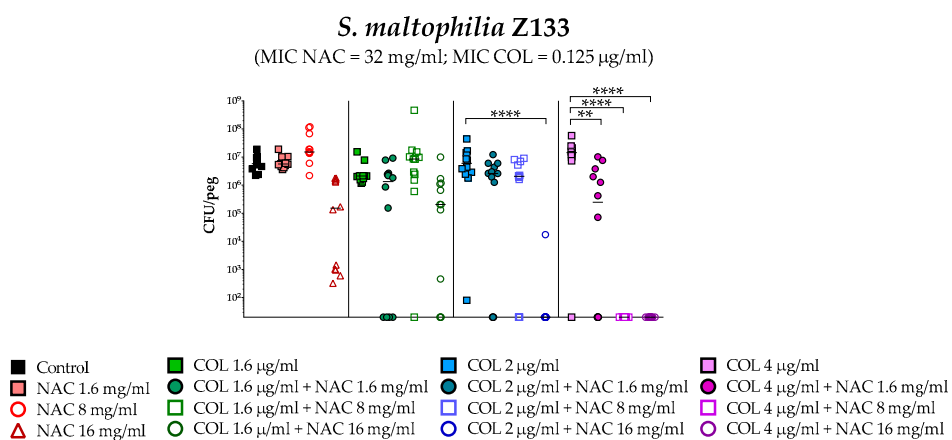 S. maltophilia Z133
(MIC NAC = 32 mg/ml; MIC COL = 0.125 µg/ml)
****
****
**
****
CFU/peg
10⁹
10⁸
10⁷
10⁶
10⁵
10⁴
10³
10²
Control
NAC 1.6 mg/ml
NAC 8 mg/ml
NAC 16 mg/ml
COL 1.6 µg/ml
COL 1.6 µg/ml + NAC 1.6 mg/ml
COL 1.6 µg/ml + NAC 8 mg/ml
COL 1.6 µ/ml + NAC 16 mg/ml
COL 2 µg/ml
COL 2 µg/ml + NAC 1.6 mg/ml
COL 2 µg/ml + NAC 8 mg/ml
COL 2 µg/ml + NAC 16 mg/ml
COL 4 µg/ml
COL 4 µg/ml + NAC 1.6 mg/ml
COL 4 µg/ml + NAC 8 mg/ml
COL 4 µg/ml + NAC 16 mg/ml